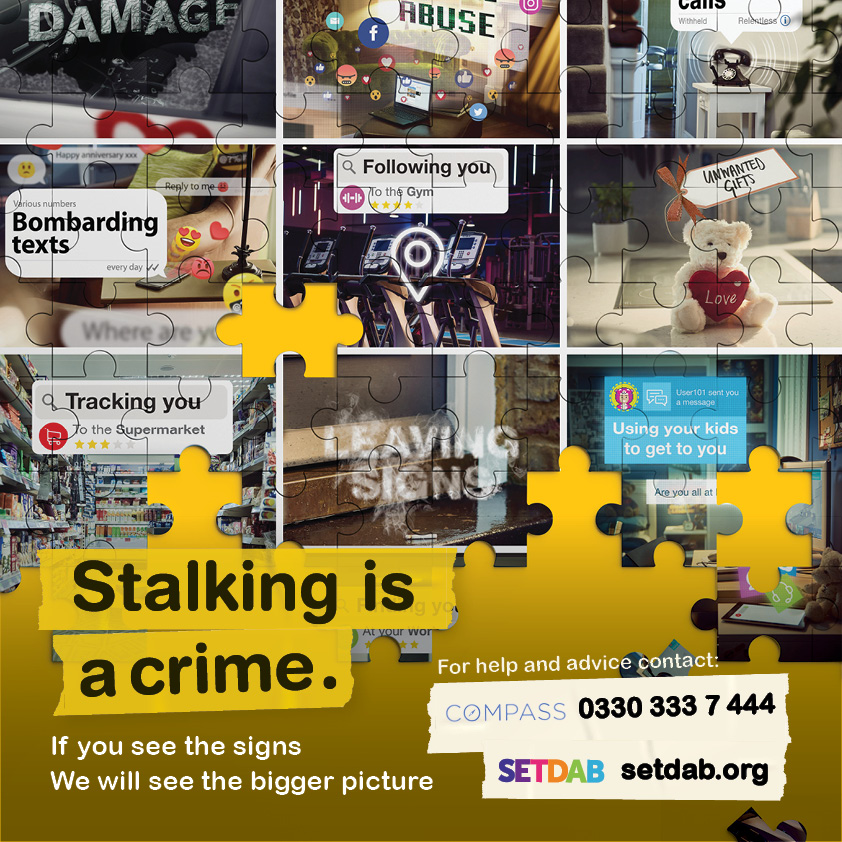 DAMAGE
ABUSE
calls
Withheld Relentless
Happy anniversary xxx
Reply to me
Various numbers
Bombarding
texts
every day
Where are yo
Following you
To the Gym
UNWANTED
GIFTS
Love
Tracking you
To the Supermarket
LEAVING
SIGNS
User101 sent you
a message
Using your kids
to get to you
Are you all at
At your Wor
Stalking is
a crime.
If you see the signs
We will see the bigger picture
For help and advice contact:
COMPASS 0330 333 7 444
SETDAB setdab.org